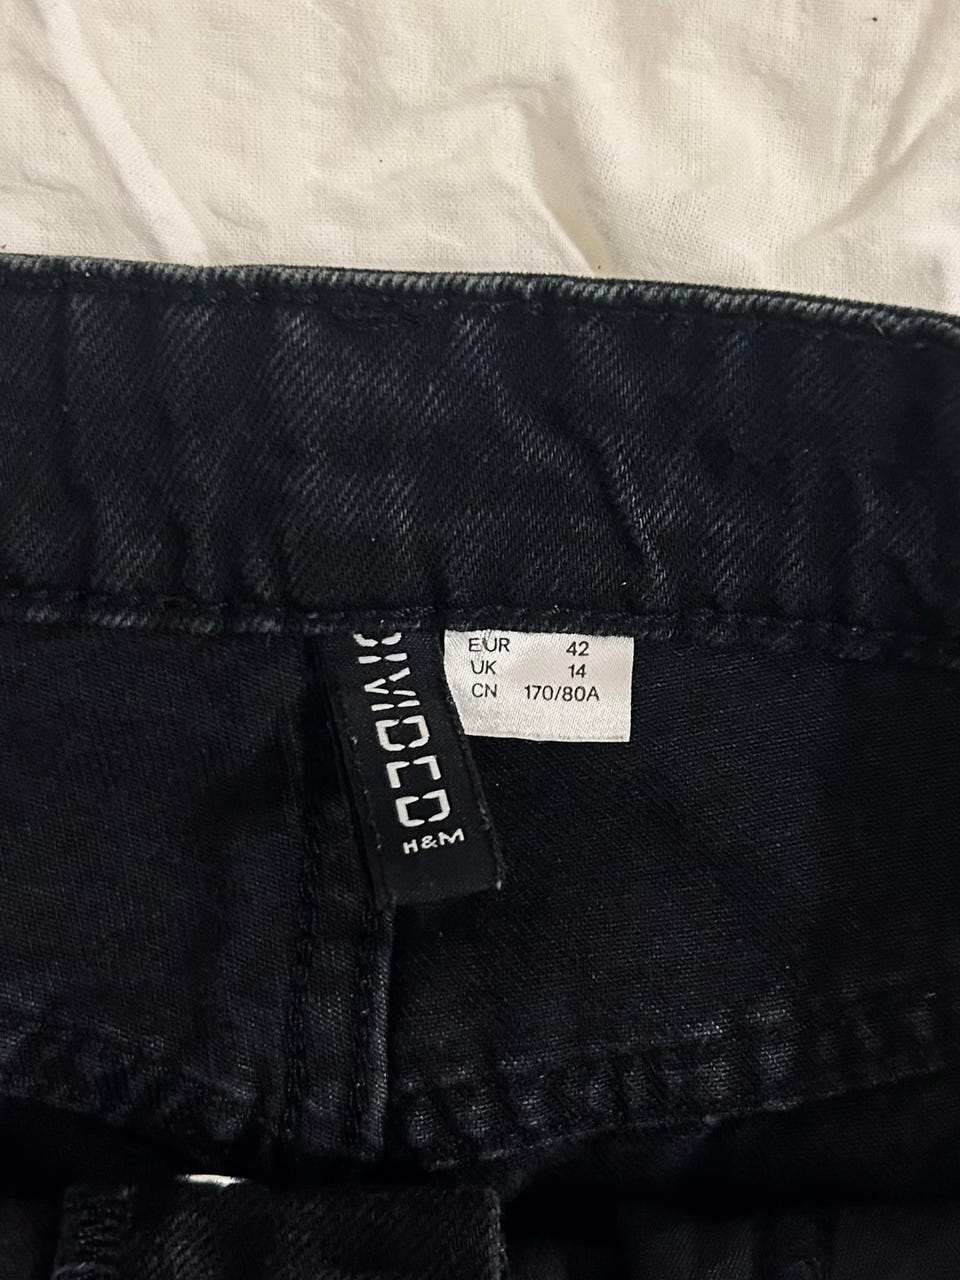 DIVIDED
H&M
EUR 42
UK 14
CN 170/80A